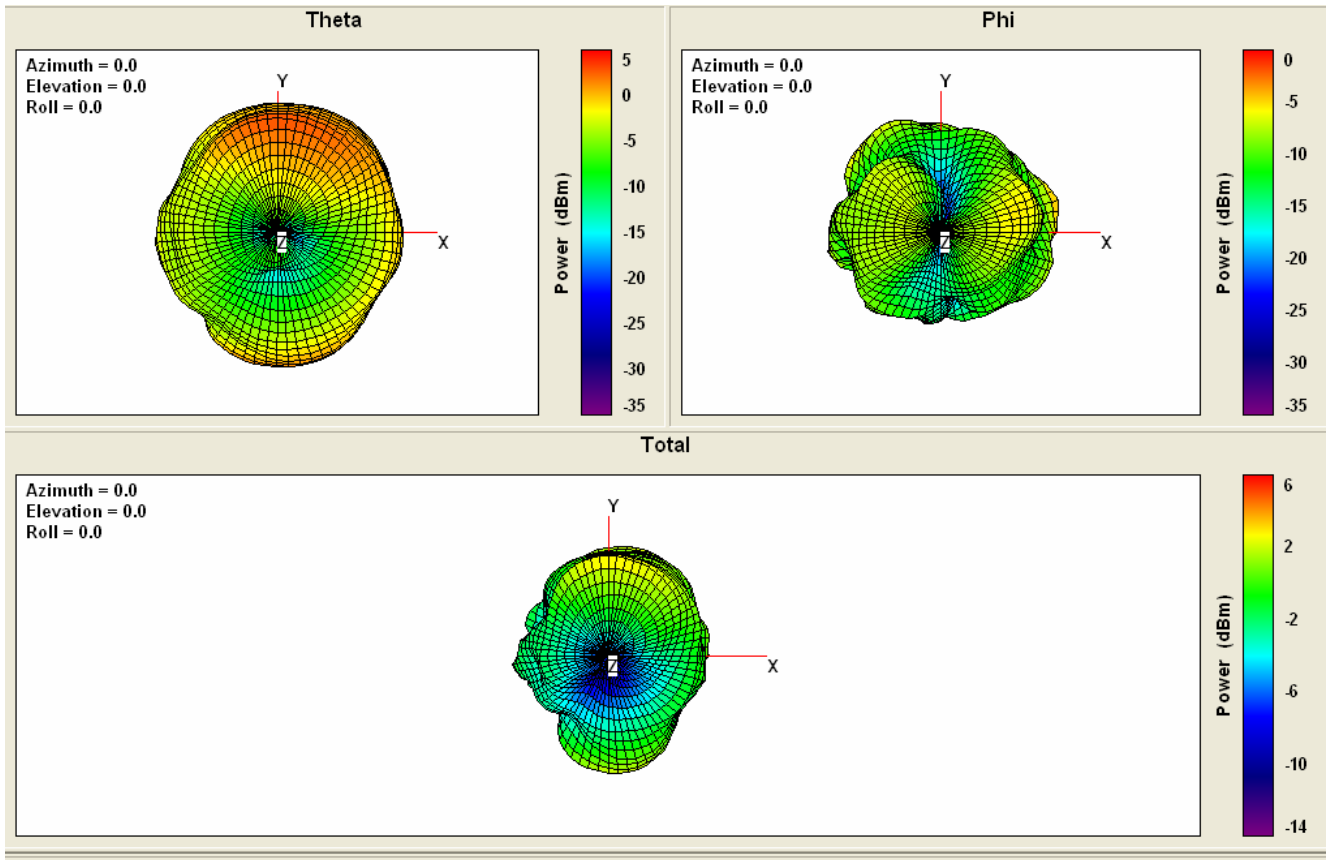 Theta
Azimuth = 0.0
Elevation = 0.0
Roll = 0.0
Y
X
Z
5
0
-5
-10
-15
-20
-25
-30
-35
Power (dBm)
Phi
Azimuth = 0.0
Elevation = 0.0
Roll = 0.0
Y
X
Z
0
-5
-10
-15
-20
-25
-30
-35
Power (dBm)
Total
Azimuth = 0.0
Elevation = 0.0
Roll = 0.0
Y
X
Z
6
2
-2
-6
-10
-14
Power (dBm)